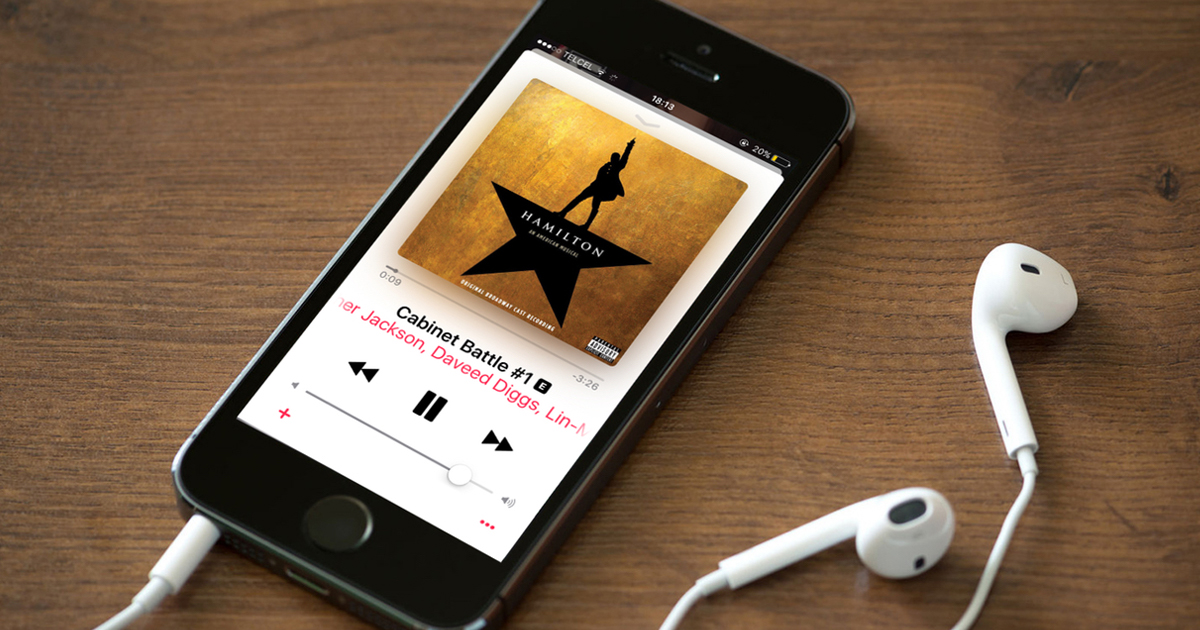 TELCEL
18:13
20%
HAMILTON
AN AMERICAN MUSICAL
ORIGINAL BROADWAY CAST RECORDING
ADVISORY
0:09
-3:26
Cabinet Battle #1 E
her Jackson, Daveed Diggs, Lin-M